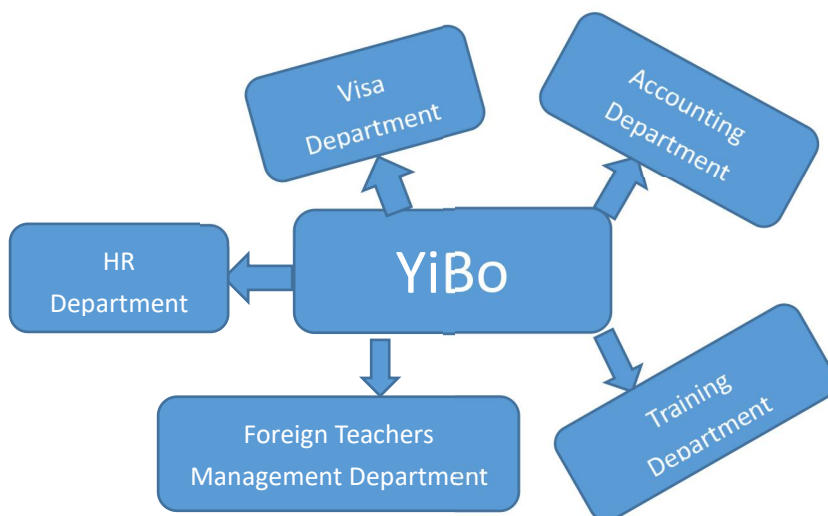 Visa
Department
Accounting
Department
HR
Department
YiBo
Foreign Teachers
Management Department
Training
Department